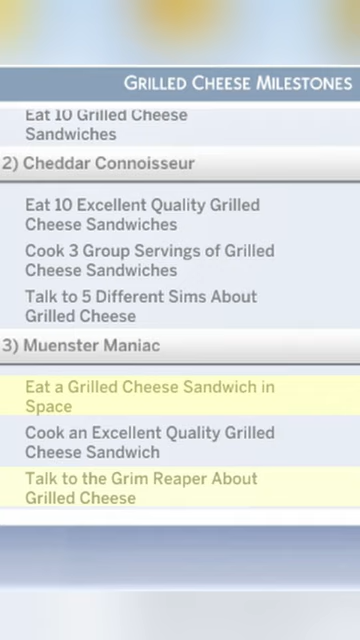 GRILLED CHEESE MILESTONES
Eat 10 Grilled Cheese
Sandwiches
2) Cheddar Connoisseur
Eat 10 Excellent Quality Grilled
Cheese Sandwiches
Cook 3 Group Servings of Grilled
Cheese Sandwiches
Talk to 5 Different Sims About
Grilled Cheese
3) Muenster Maniac
Eat a Grilled Cheese Sandwich in
Space
Cook an Excellent Quality Grilled
Cheese Sandwich
Talk to the Grim Reaper About
Grilled Cheese